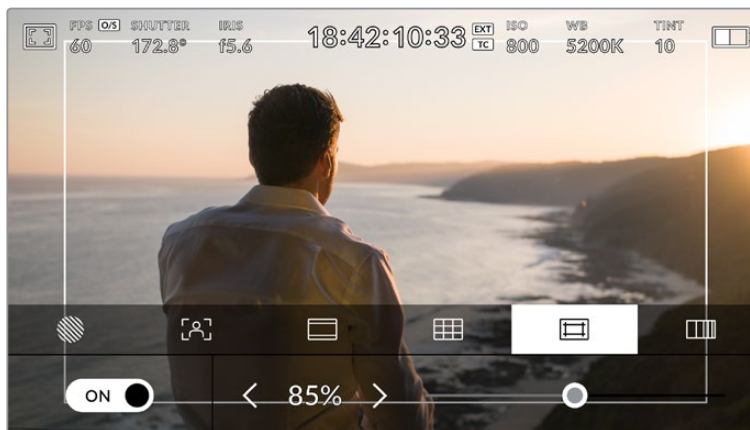 FPS O/S SHUTTER IRIS 18:42:10:33 EXT TC ISO WB TINT
60 172.8° f5.6 800 5200K 10
ON 85%